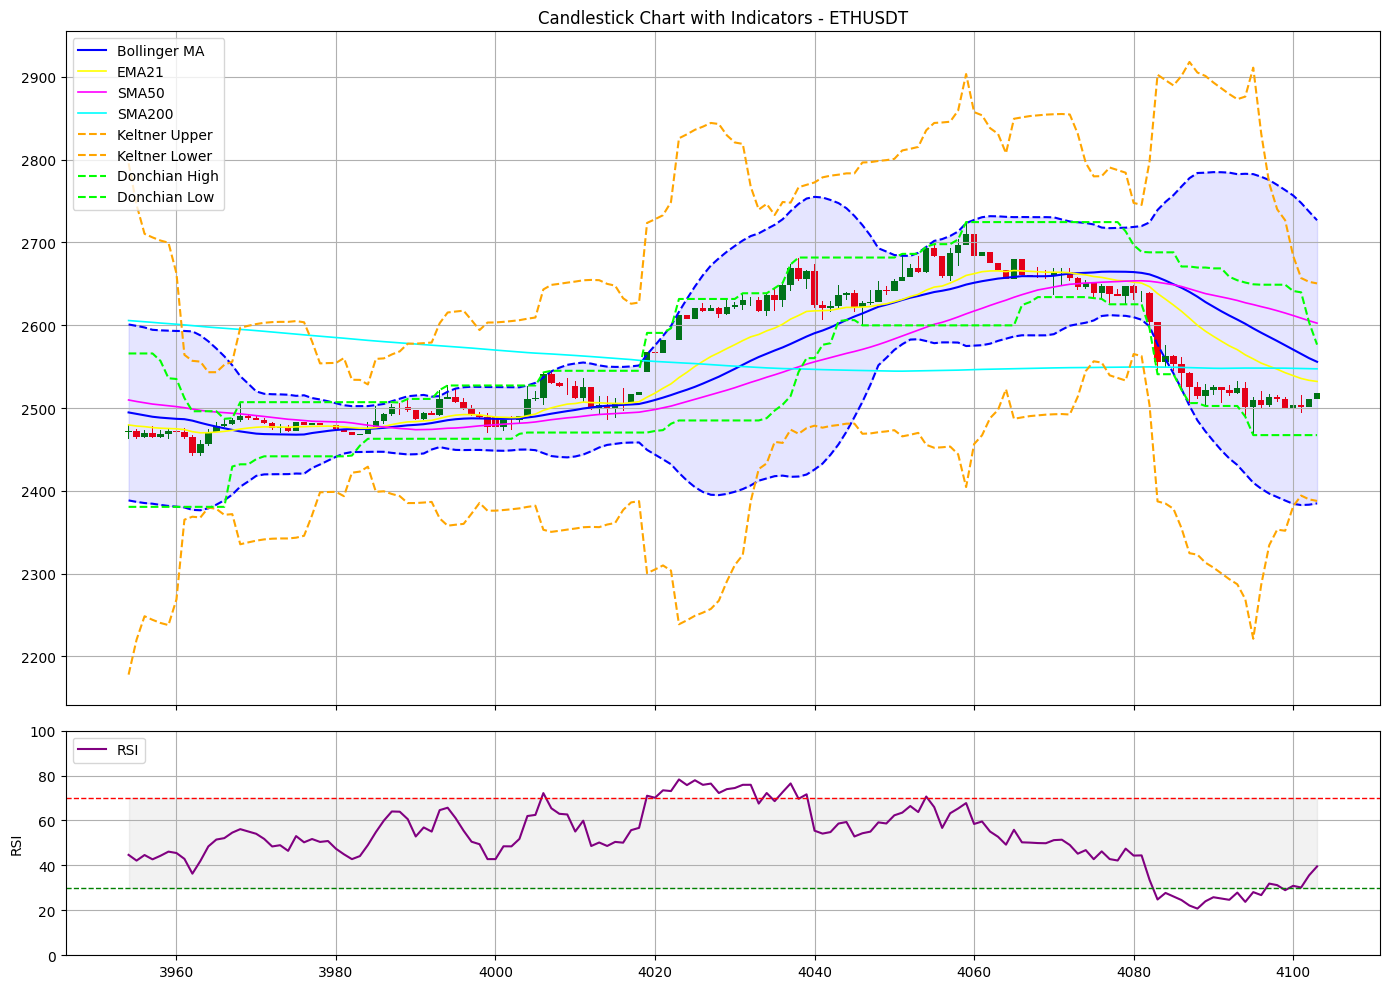 Candlestick Chart with Indicators - ETHUSDT
Bollinger MA
EMA21
SMA50
SMA200
Keltner Upper
Keltner Lower
Donchian High
Donchian Low
2900
2800
2700
2600
2500
2400
2300
2200
RSI
100
80
60
40
20
0
RSI
3960 3980 4000 4020 4040 4060 4080 4100